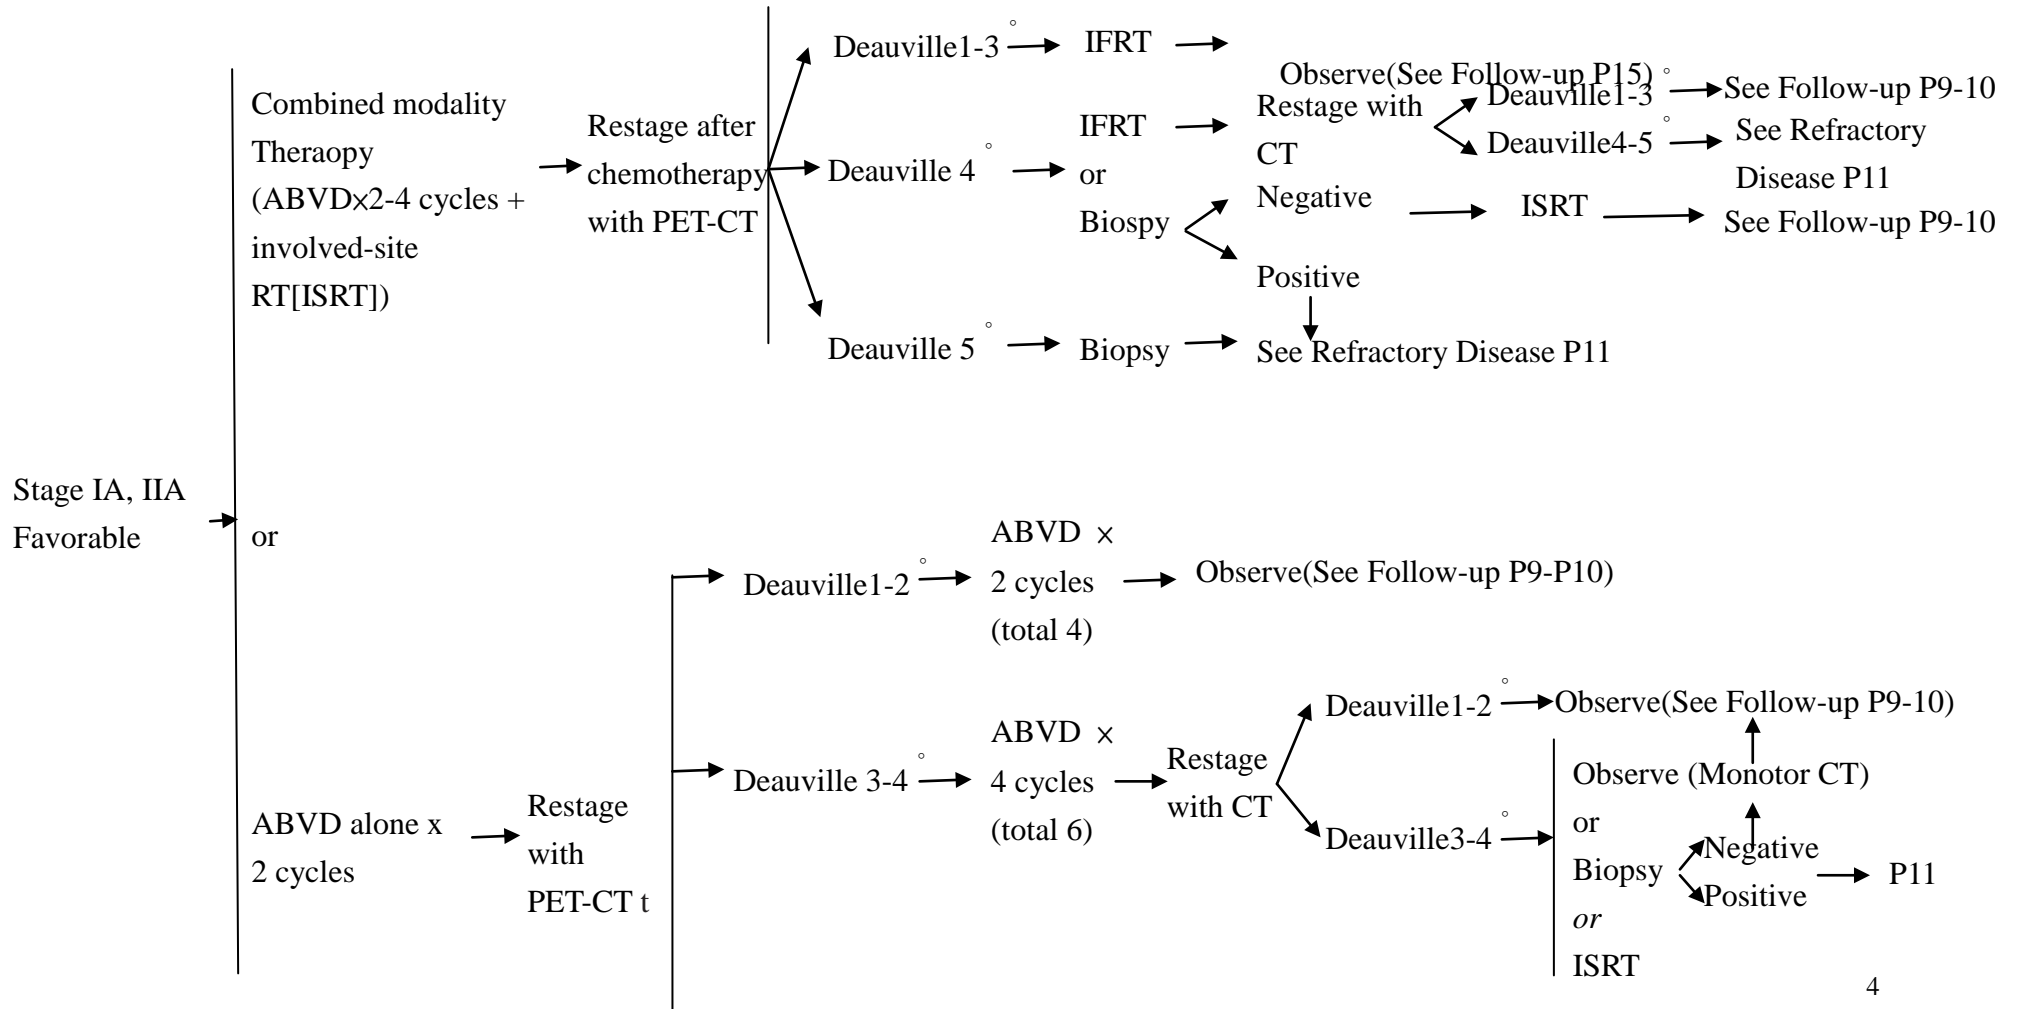 Stage IA, IIA
Favorable
Combined modality
Theraopy
(ABVD×2-4 cycles +
involved-site
RT[ISRT])
or
ABVD alone x
2 cycles
Restage after
chemotherapy
with PET-CT
Deauville1-3 °
IFRT
Observe(See Follow-up P15)
Deauville 4 °
IFRT
or
Biospy
Restage with
CT
Deauville1-3 °
See Follow-up P9-10
Deauville4-5 °
See Refractory
Disease P11
Negative
ISRT
See Follow-up P9-10
Positive
Deauville 5 °
Biopsy
See Refractory Disease P11
Restage
with
PET-CT t
Deauville1-2 °
ABVD ×
2 cycles
(total 4)
Observe(See Follow-up P9-P10)
Deauville 3-4 °
ABVD ×
4 cycles
(total 6)
Restage
with CT
Deauville1-2 °
Observe(See Follow-up P9-10)
Deauville3-4 °
Observe (Monotor CT)
or
Biopsy
or
ISRT
Negative
Positive
P11
4